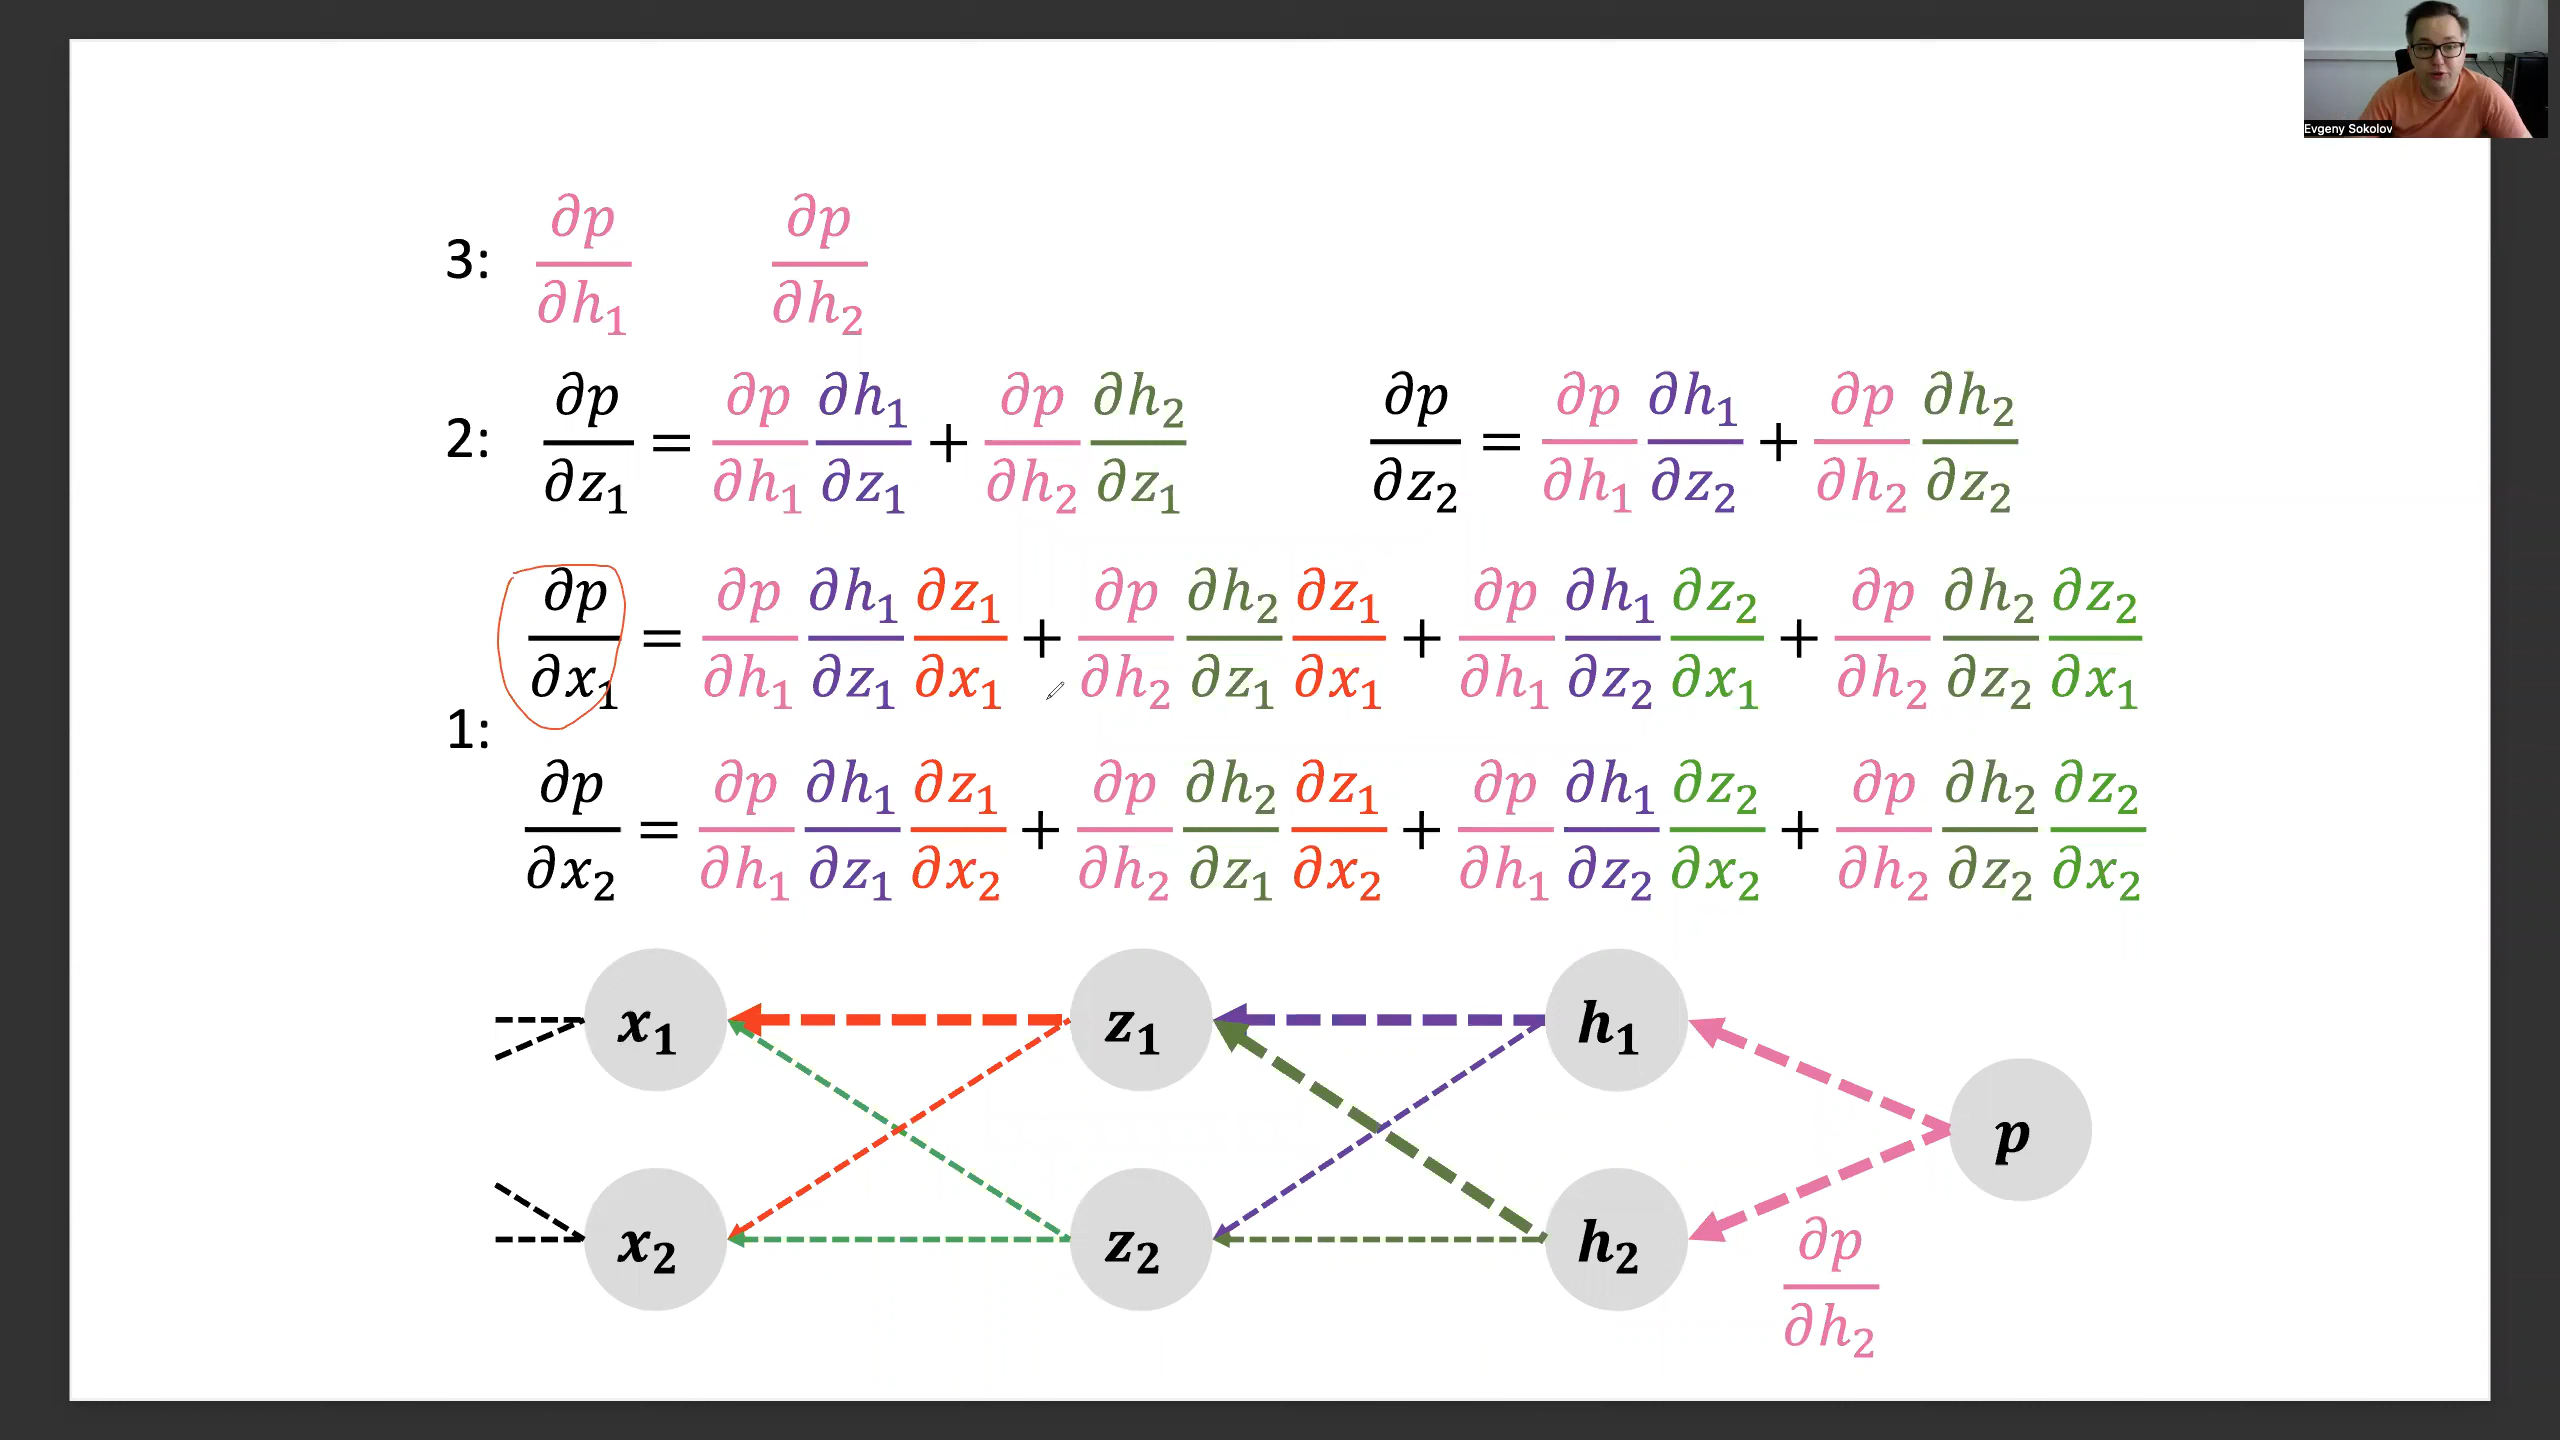 Evgeny Sokolov
3: ∂p/∂h₁ ∂p/∂h₂
2: ∂p/∂z₁ = ∂p/∂h₁ ∂h₁/∂z₁ + ∂p/∂h₂ ∂h₂/∂z₁ ∂p/∂z₂ = ∂p/∂h₁ ∂h₁/∂z₂ + ∂p/∂h₂ ∂h₂/∂z₂
∂p/∂x₁ = ∂p/∂h₁ ∂h₁/∂z₁ ∂z₁/∂x₁ + ∂p/∂h₂ ∂h₂/∂z₁ ∂z₁/∂x₁ + ∂p/∂h₁ ∂h₁/∂z₂ ∂z₂/∂x₁ + ∂p/∂h₂ ∂h₂/∂z₂ ∂z₂/∂x₁
1:
∂p/∂x₂ = ∂p/∂h₁ ∂h₁/∂z₁ ∂z₁/∂x₂ + ∂p/∂h₂ ∂h₂/∂z₁ ∂z₁/∂x₂ + ∂p/∂h₁ ∂h₁/∂z₂ ∂z₂/∂x₂ + ∂p/∂h₂ ∂h₂/∂z₂ ∂z₂/∂x₂
x₁ z₁ h₁
p
x₂ z₂ h₂
∂p/∂h₂